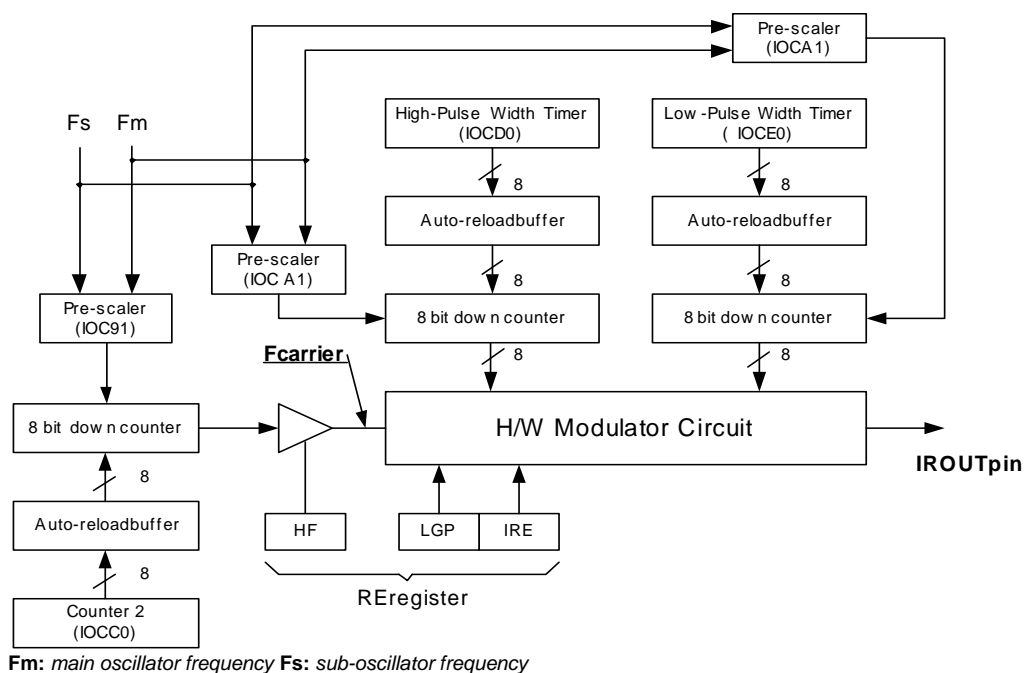 Pre-scaler
(IOCA1)
Fs Fm
High-Pulse Width Timer
(IOCD0)
Low -Pulse Width Timer
( IOCE0)
8
8
Auto-reloadbuffer
Auto-reloadbuffer
Pre-scaler
(IOC A1)
8
8
Pre-scaler
(IOC91)
8 bit dow n counter
8 bit dow n counter
Fcarrier
8
8
8 bit dow n counter
H/W Modulator Circuit
IROUTpin
8
Auto-reloadbuffer
HF
LGP
IRE
8
REregister
Counter 2
(IOCC0)
Fm: main oscillator frequency Fs: sub-oscillator frequency